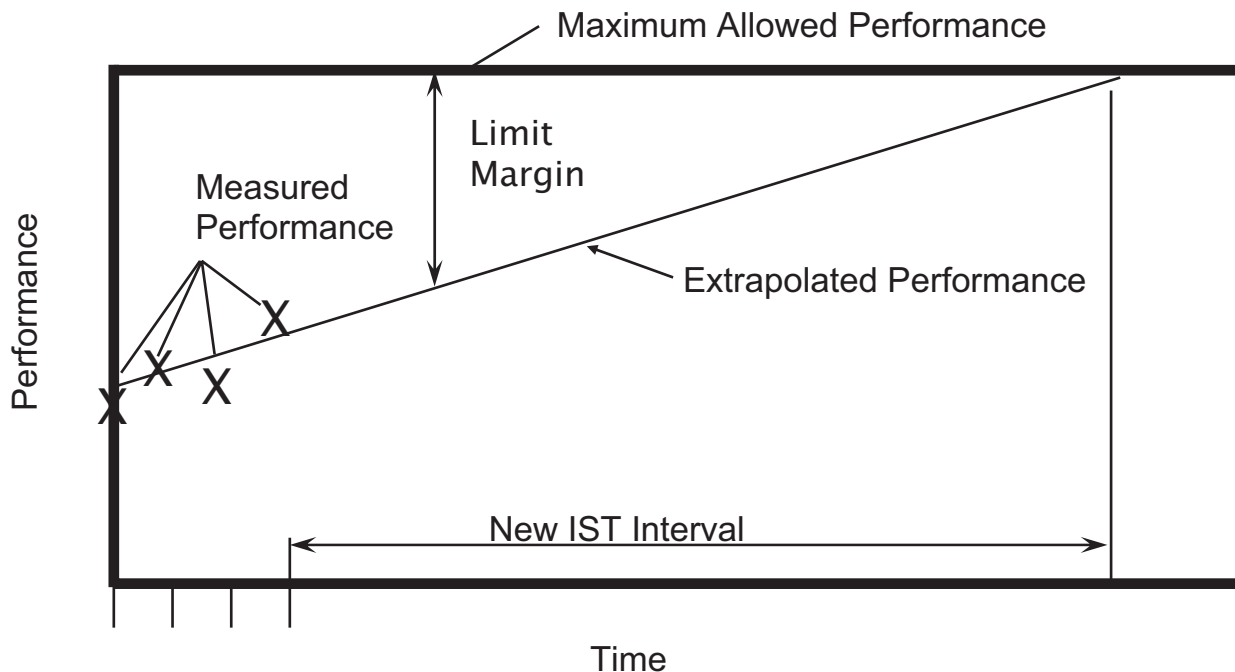 Maximum Allowed Performance
Limit
Margin
Measured
Performance
Performance
Extrapolated Performance
X
X
X
X
New IST Interval
Time